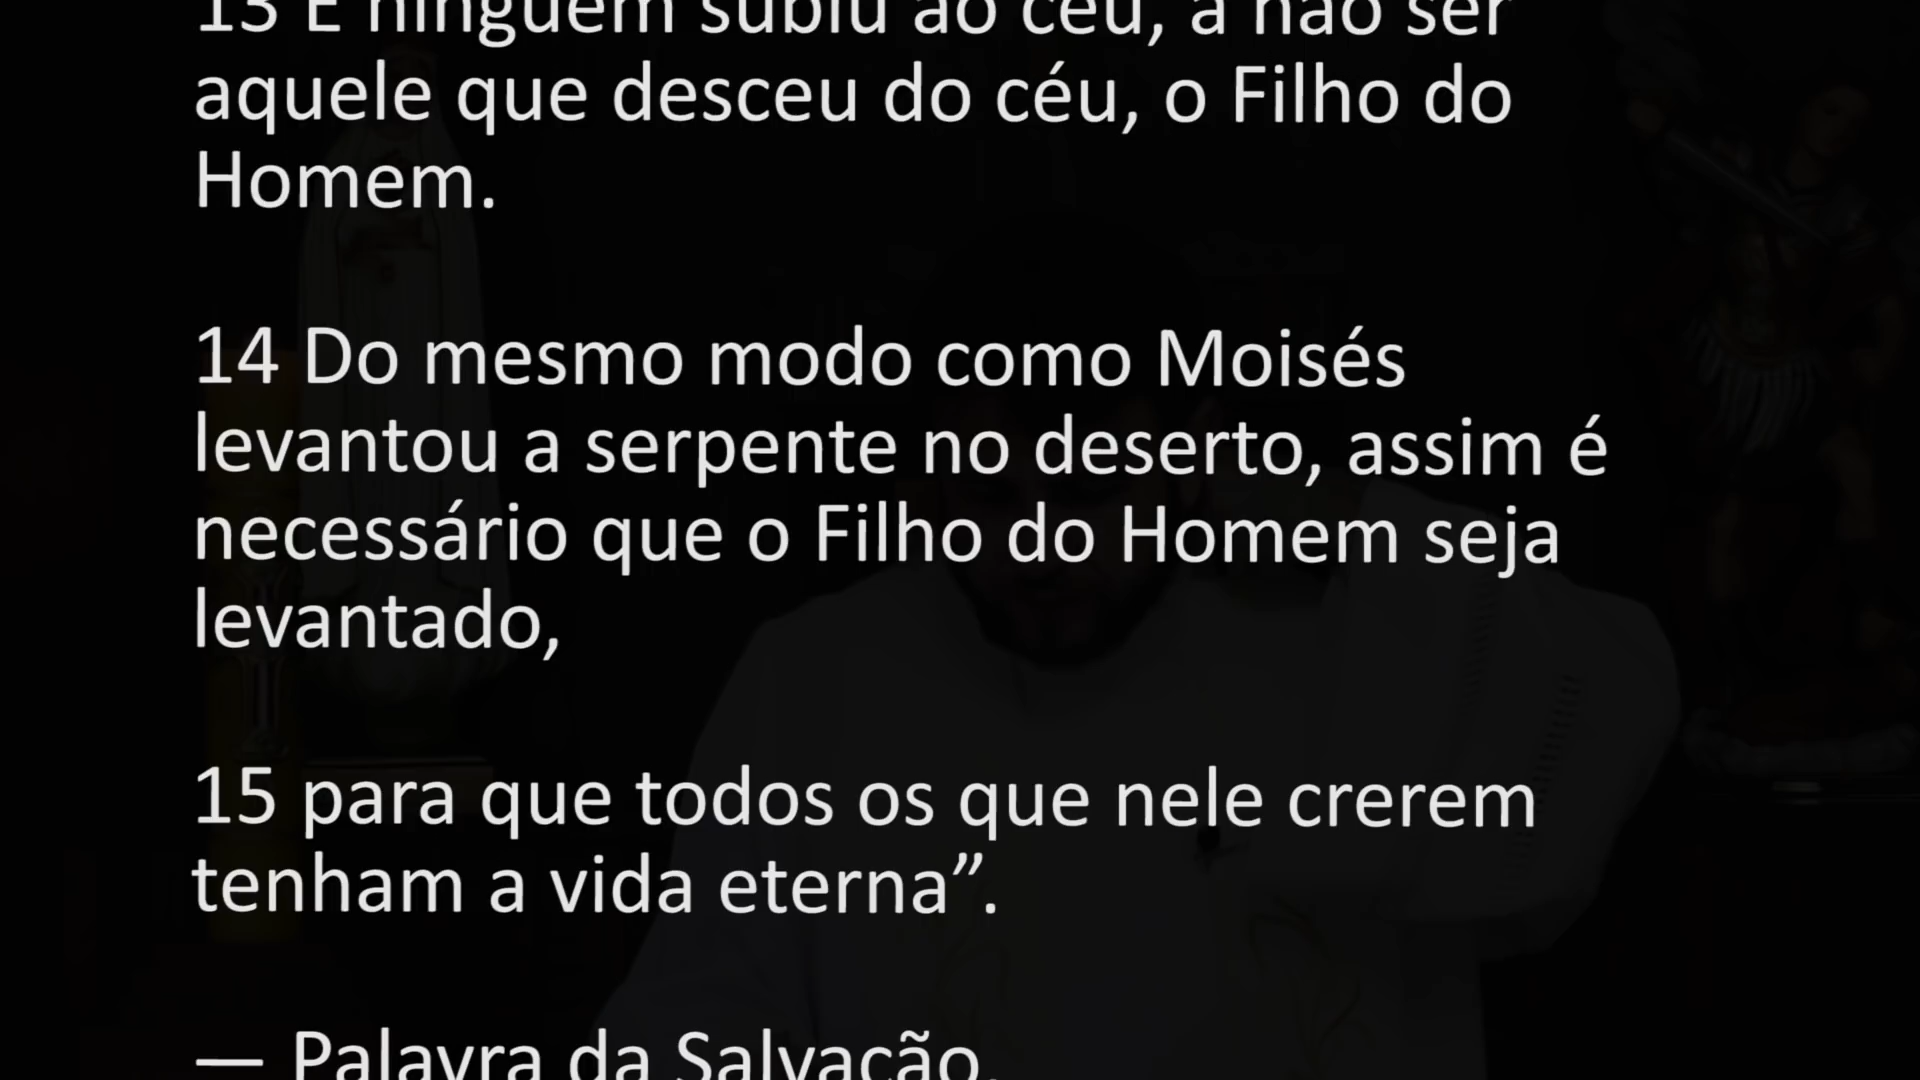 13 E ninguém subiu ao céu, a não ser
aquele que desceu do céu, o Filho do
Homem.
14 Do mesmo modo como Moisés
levantou a serpente no deserto, assim é
necessário que o Filho do Homem seja
levantado,
15 para que todos os que nele crerem
tenham a vida eterna”.
— Palavra da Salvação.